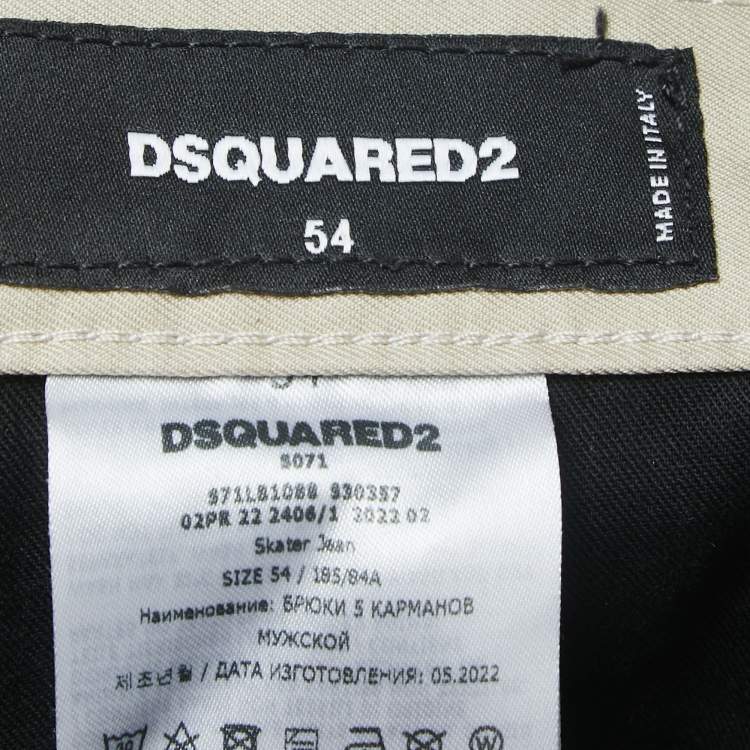 DSQUARED2
54
MADE IN ITALY
DSQUARED2
S071
S71LB1088 S30357
02PR 22 2406/1 2022 02
Skater Jean
SIZE 54 / 185/84A
Наименование: БРЮКИ 5 КАРМАНОВ
МУЖСКОЙ
제조년월 / ДАТА ИЗГОТОВЛЕНИЯ: 05.2022